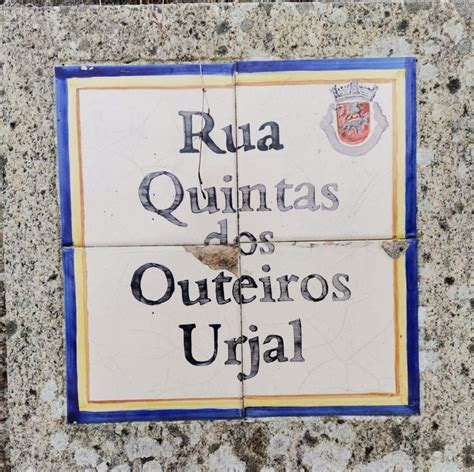 Rua
Quintas
dos
Outeiros
Urjal